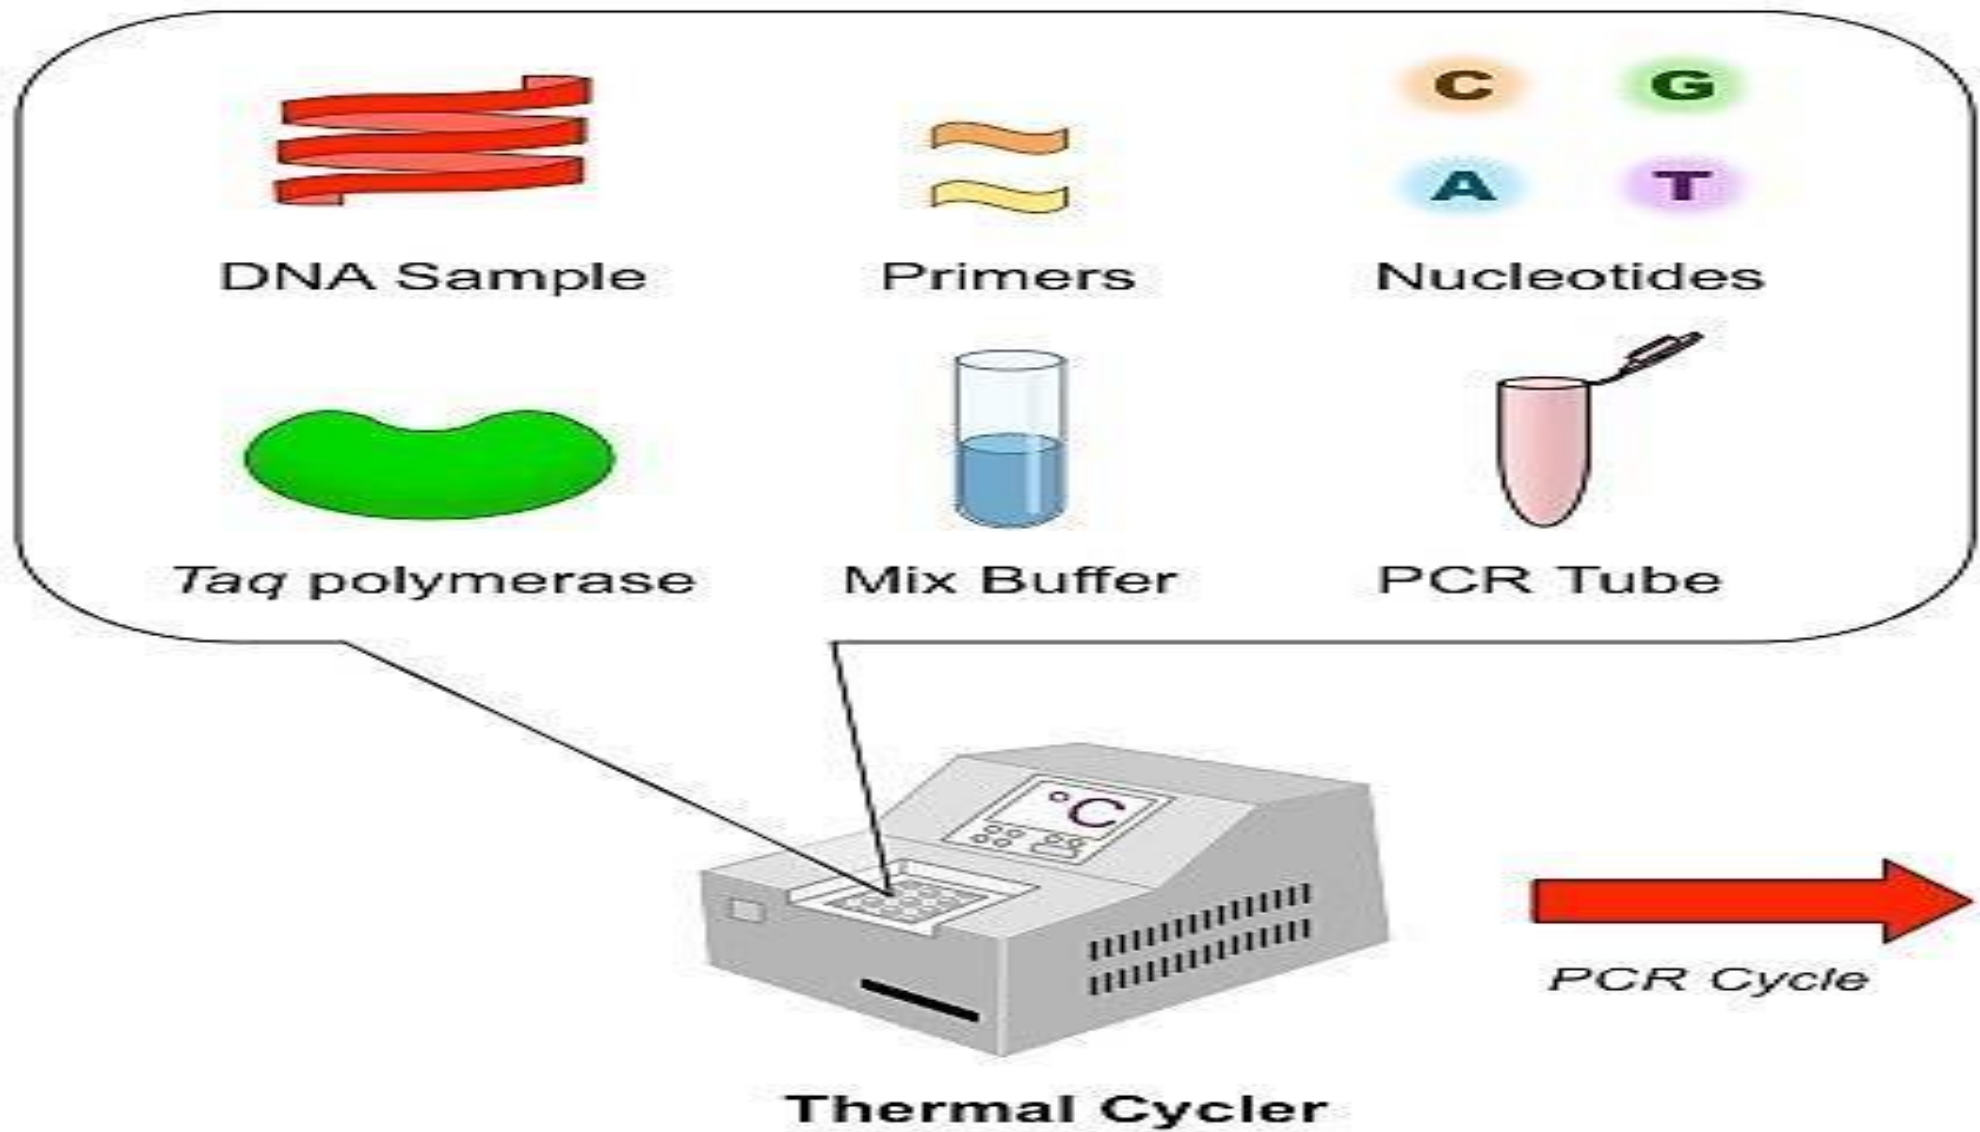 C G
A T
DNA Sample
Primers
Nucleotides
Taq polymerase
Mix Buffer
PCR Tube
°C
PCR Cycle
Thermal Cycler